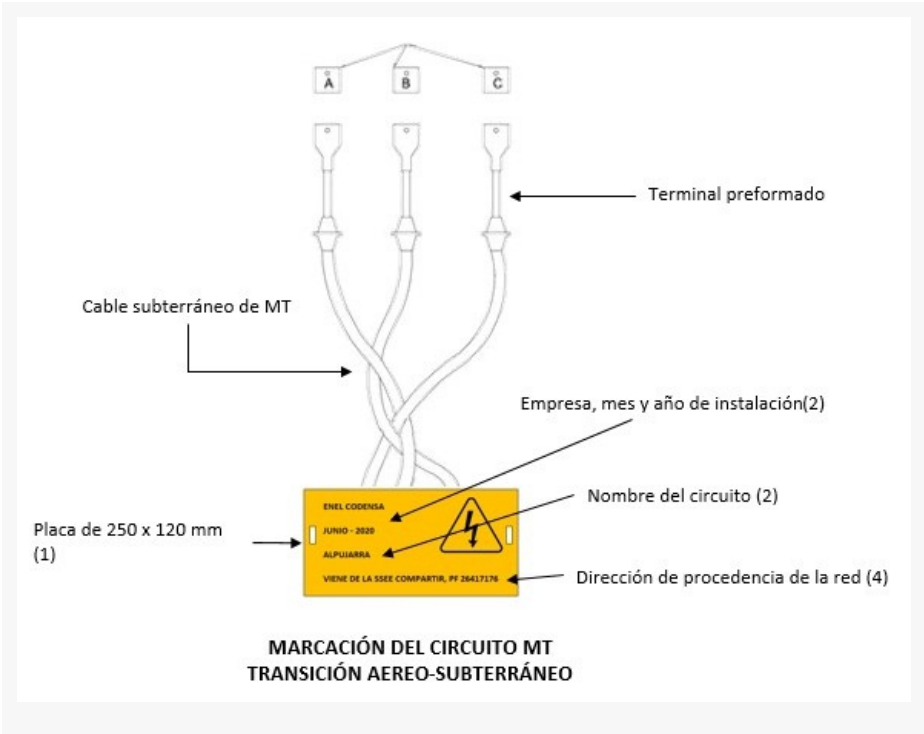 A B C
Terminal preformado
Cable subterráneo de MT
Empresa, mes y año de instalación(2)
ENEL CODENSA
Nombre del circuito (2)
JUNIO - 2020
Placa de 250 x 120 mm
(1)
ALPUJARRA
VIENE DE LA SSEE COMPARTIR, PF 26417176
Dirección de procedencia de la red (4)
MARCACIÓN DEL CIRCUITO MT
TRANSICIÓN AEREO-SUBTERRÁNEO